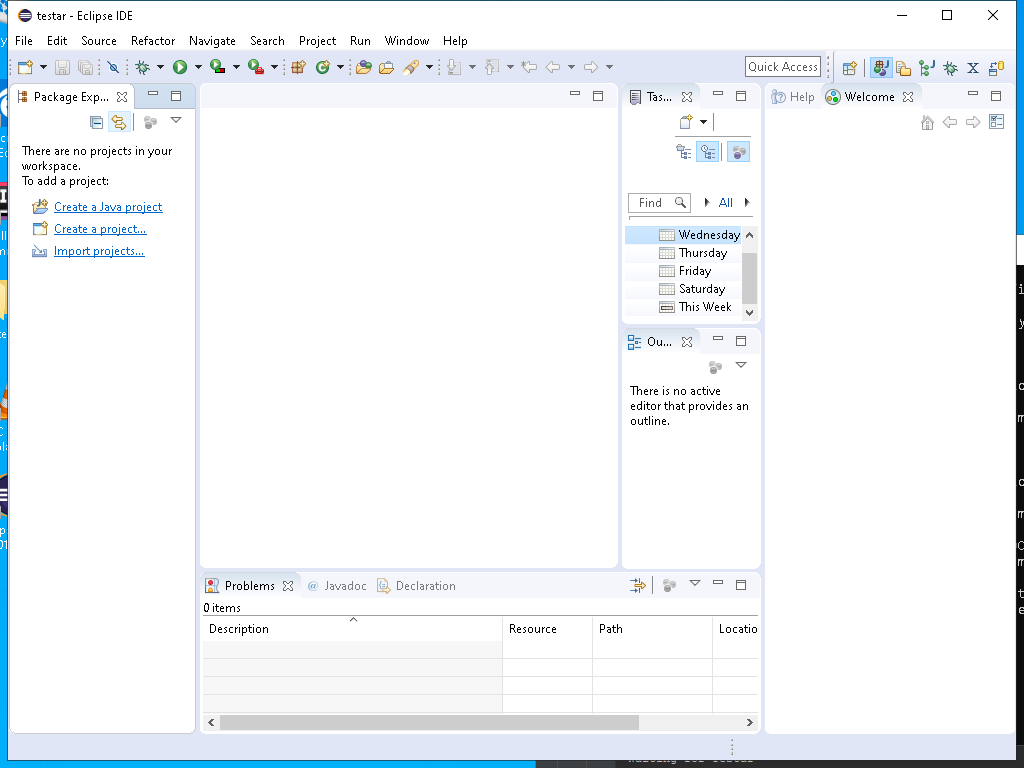 testar - Eclipse IDE
File Edit Source Refactor Navigate Search Project Run Window Help
Quick Access
Package Exp...
There are no projects in your
workspace.
To add a project:
Create a Java project
Create a project...
Import projects...
Tas...
Find
All
Wednesday
Thursday
Friday
Saturday
This Week
Ou...
There is no active
editor that provides an
outline.
Help Welcome
Problems @ Javadoc Declaration
0 items
Description Resource Path Locatio